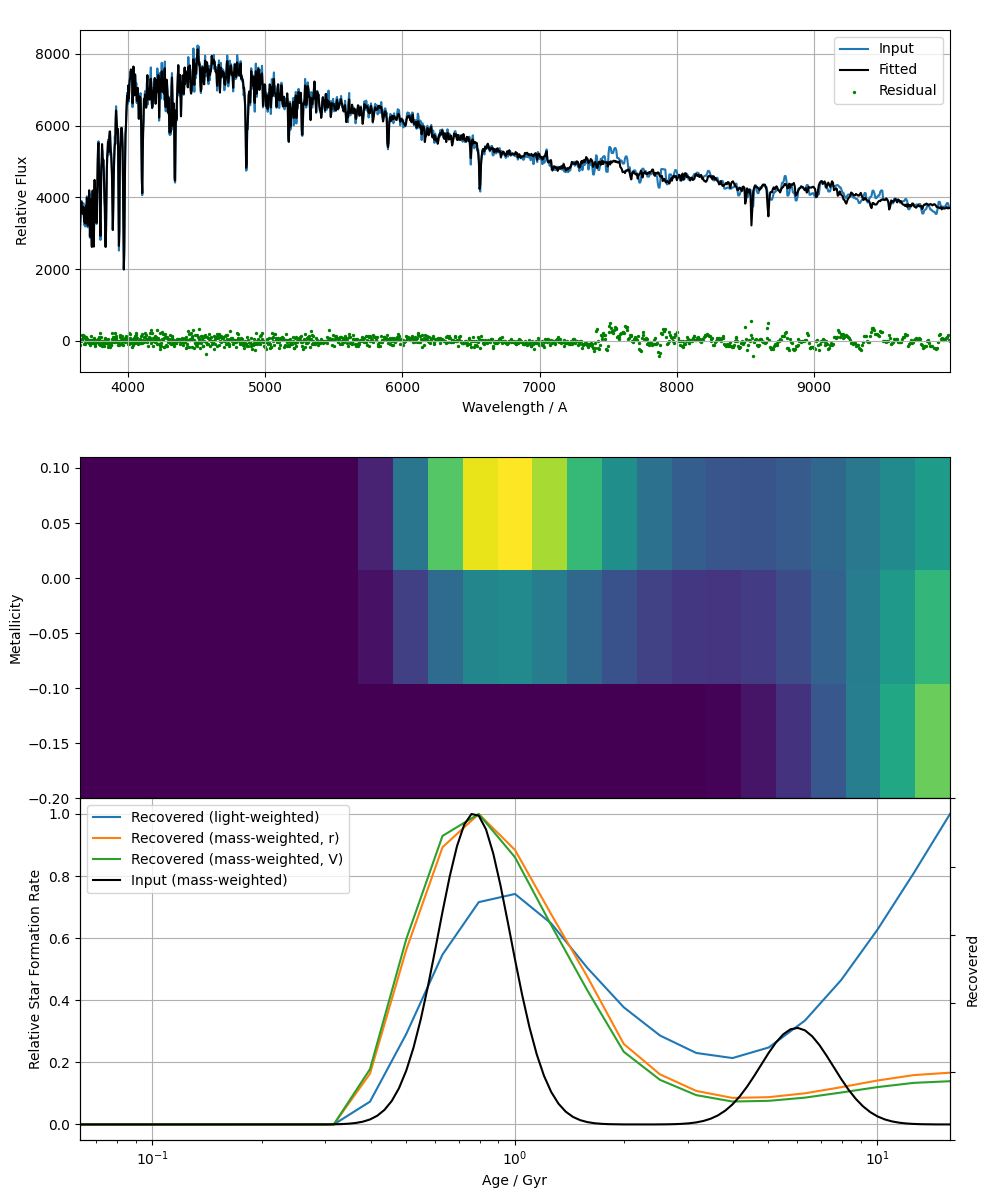 8000
6000
4000
2000
0
Relative Flux
Input
Fitted
Residual
4000 5000 6000 7000 8000 9000
Wavelength / A
0.10
0.05
0.00
−0.05
−0.10
−0.15
−0.20
Metallicity
1.0
0.8
0.6
0.4
0.2
0.0
Relative Star Formation Rate
Recovered (light-weighted)
Recovered (mass-weighted, r)
Recovered (mass-weighted, V)
Input (mass-weighted)
Recovered
10⁻¹ 10⁰ 10¹
Age / Gyr